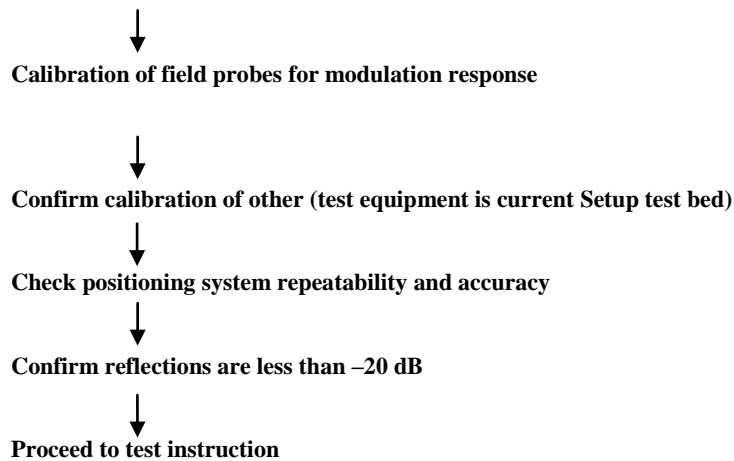 Calibration of field probes for modulation response
Confirm calibration of other (test equipment is current Setup test bed)
Check positioning system repeatability and accuracy
Confirm reflections are less than –20 dB
Proceed to test instruction